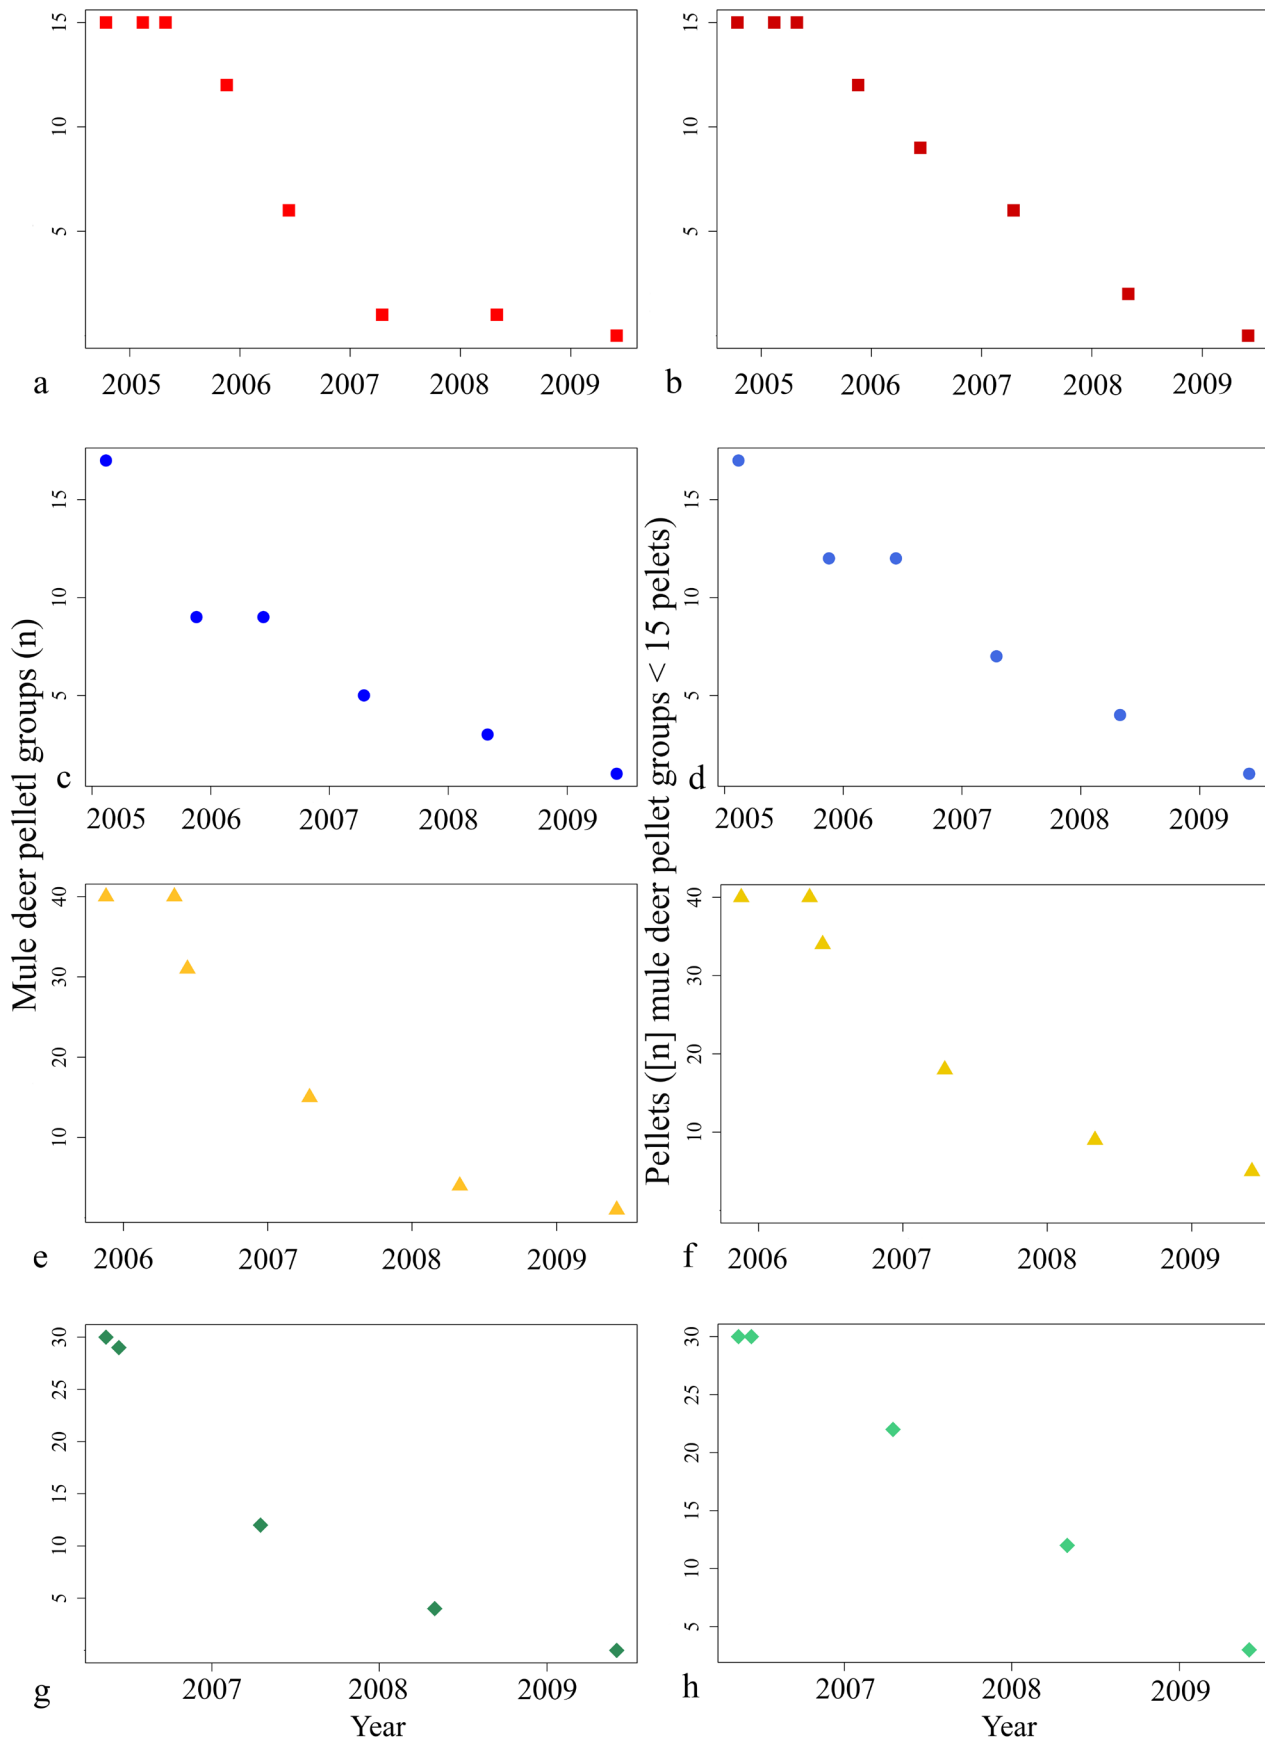 15
10
5
2005 2006 2007 2008 2009
a
15
10
5
2005 2006 2007 2008 2009
b
Mule deer pelletl groups (n)
15
10
5
2005 2006 2007 2008 2009
c
Pellets ([n] mule deer pellet groups < 15 pelets)
15
10
5
2005 2006 2007 2008 2009
d
40
30
20
10
2006 2007 2008 2009
e
40
30
20
10
2006 2007 2008 2009
f
30
25
20
15
10
5
2007 2008 2009
g
Year
30
25
20
15
10
5
2007 2008 2009
h
Year